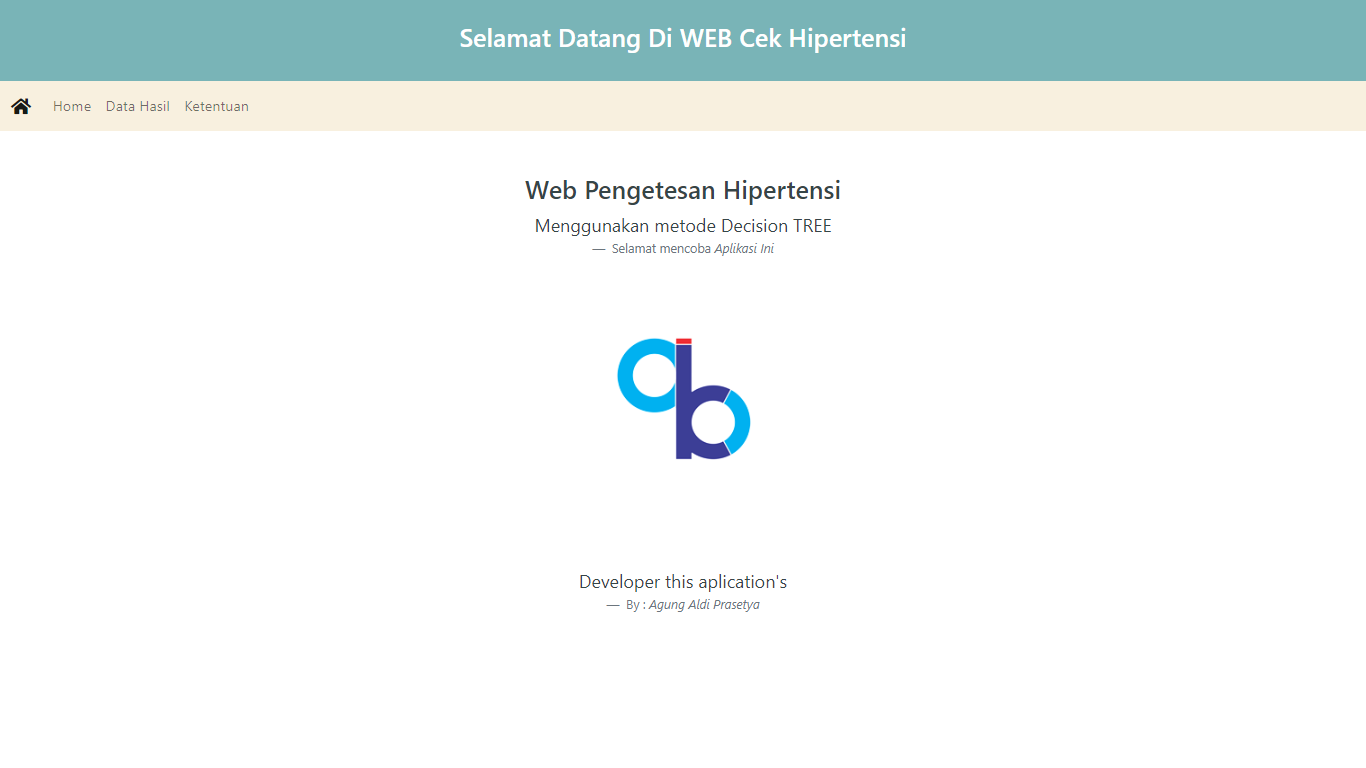 Selamat Datang Di WEB Cek Hipertensi
Home Data Hasil Ketentuan
Web Pengetesan Hipertensi
Menggunakan metode Decision TREE
— Selamat mencoba Aplikasi Ini
Developer this aplication's
— By : Agung Aldi Prasetya